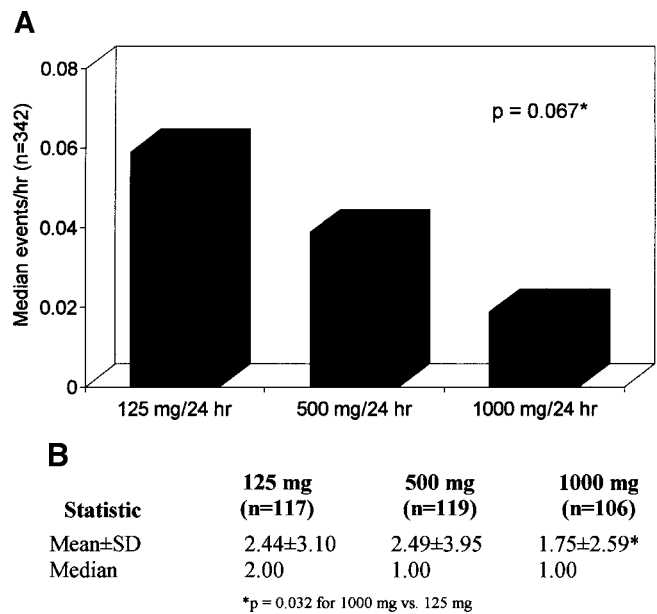 A
Median events/hr (n=342)
0.08
0.06
0.04
0.02
0
p = 0.067*
125 mg/24 hr 500 mg/24 hr 1000 mg/24 hr
B
Statistic 125 mg (n=117) 500 mg (n=119) 1000 mg (n=106)
Mean±SD 2.44±3.10 2.49±3.95 1.75±2.59*
Median 2.00 1.00 1.00
*p = 0.032 for 1000 mg vs. 125 mg